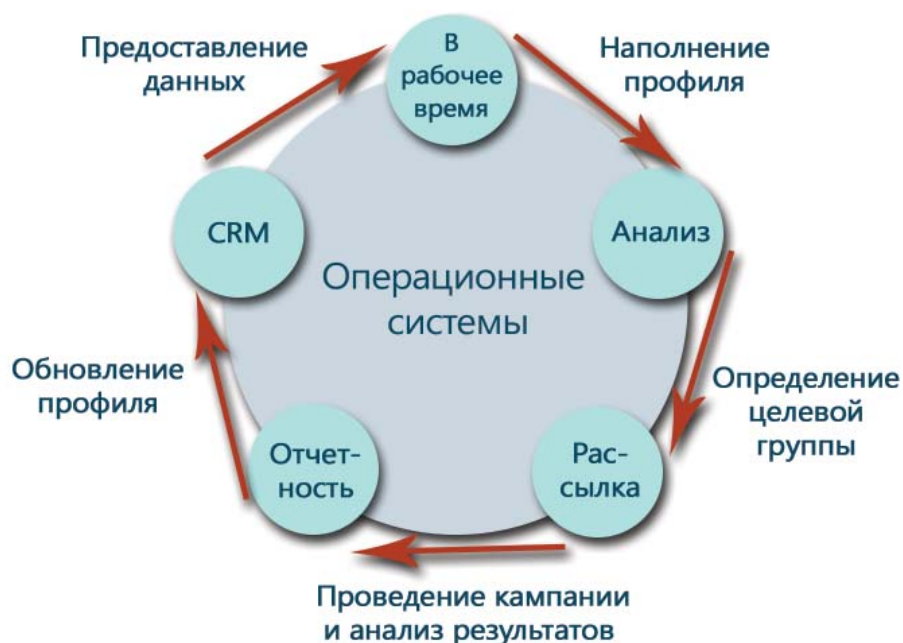 Предоставление
данных
В
рабочее
время
Наполнение
профиля
CRM
Анализ
Операционные
системы
Обновление
профиля
Определение
целевой
группы
Отчет-
ность
Рас-
сылка
Проведение кампании
и анализ результатов